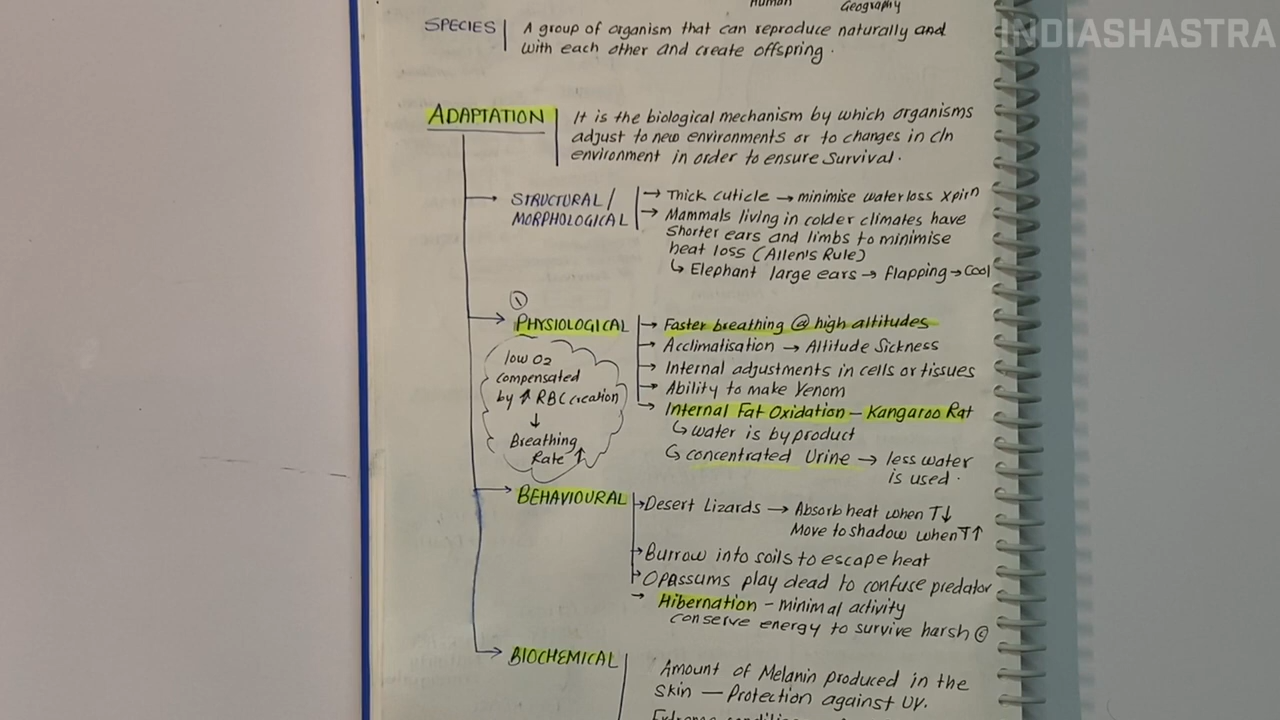 Human Geography
INDIASHASTRA
SPECIES A group of organism that can reproduce naturally and
with each other and create offspring.
ADAPTATION It is the biological mechanism by which organisms
adjust to new environments or to changes in c/n
environment in order to ensure survival.
STRUCTURAL/ → Thick cuticle → minimise waterloss xpirⁿ
MORPHOLOGICAL → Mammals living in colder climates have
shorter ears and limbs to minimise
heat loss (Allen's Rule)
↳ Elephant large ears → flapping → cool
①
PHYSIOLOGICAL → Faster breathing @ high altitudes
→ Acclimatisation → Altitude Sickness
→ Internal adjustments in cells or tissues
→ Ability to make Venom
→ Internal Fat Oxidation – Kangaroo Rat
↳ water is by product
↳ concentrated Urine → less water
is used.
low O2
compensated
by ↑ RBC creation
↓
Breathing
Rate ↑
BEHAVIOURAL → Desert Lizards → Absorb heat when T↓
Move to shadow when T↑
→ Burrow into soils to escape heat
→ Opassums play dead to confuse predator
→ Hibernation – minimal activity
conserve energy to survive harsh ©
BIOCHEMICAL Amount of Melanin produced in the
skin — Protection against UV.